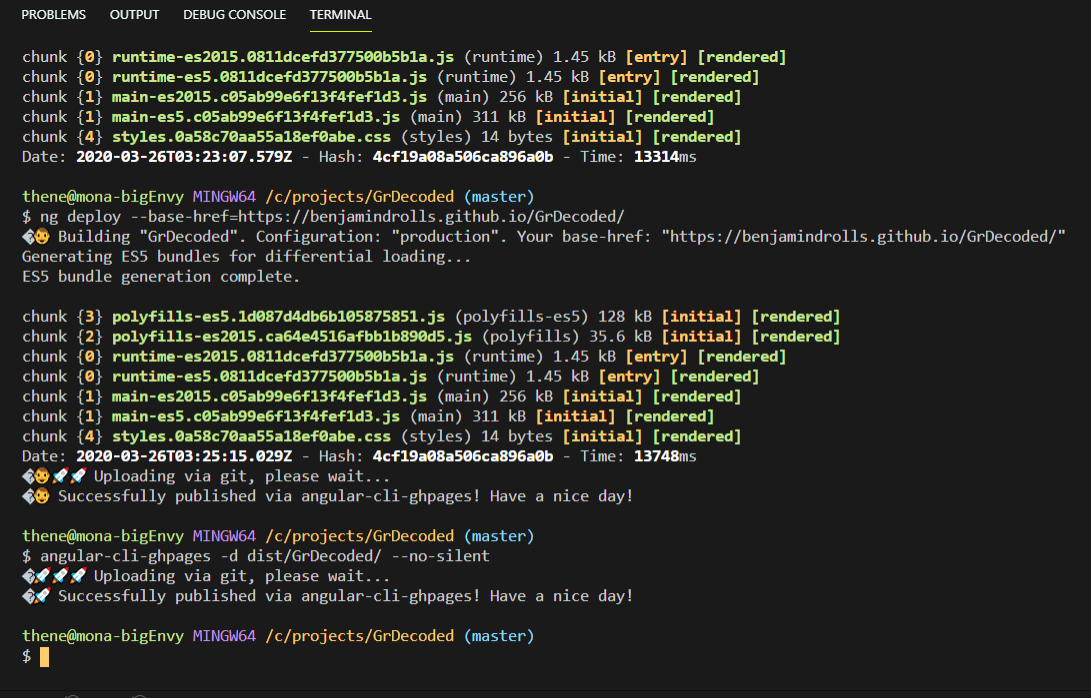 PROBLEMS OUTPUT DEBUG CONSOLE TERMINAL
chunk {0} runtime-es2015.0811dcefd377500b5b1a.js (runtime) 1.45 kB [entry] [rendered]
chunk {0} runtime-es5.0811dcefd377500b5b1a.js (runtime) 1.45 kB [entry] [rendered]
chunk {1} main-es2015.c05ab99e6f13f4fef1d3.js (main) 256 kB [initial] [rendered]
chunk {1} main-es5.c05ab99e6f13f4fef1d3.js (main) 311 kB [initial] [rendered]
chunk {4} styles.0a58c70aa55a18ef0abe.css (styles) 14 bytes [initial] [rendered]
Date: 2020-03-26T03:23:07.579Z - Hash: 4cf19a08a506ca896a0b - Time: 13314ms
thene@mona-bigEnvy MINGW64 /c/projects/GrDecoded (master)
$ ng deploy --base-href=https://benjamindrolls.github.io/GrDecoded/
�👨 Building "GrDecoded". Configuration: "production". Your base-href: "https://benjamindrolls.github.io/GrDecoded/"
Generating ES5 bundles for differential loading...
ES5 bundle generation complete.
chunk {3} polyfills-es5.1d087d4db6b105875851.js (polyfills-es5) 128 kB [initial] [rendered]
chunk {2} polyfills-es2015.ca64e4516afbb1b890d5.js (polyfills) 35.6 kB [initial] [rendered]
chunk {0} runtime-es2015.0811dcefd377500b5b1a.js (runtime) 1.45 kB [entry] [rendered]
chunk {0} runtime-es5.0811dcefd377500b5b1a.js (runtime) 1.45 kB [entry] [rendered]
chunk {1} main-es2015.c05ab99e6f13f4fef1d3.js (main) 256 kB [initial] [rendered]
chunk {1} main-es5.c05ab99e6f13f4fef1d3.js (main) 311 kB [initial] [rendered]
chunk {4} styles.0a58c70aa55a18ef0abe.css (styles) 14 bytes [initial] [rendered]
Date: 2020-03-26T03:25:15.029Z - Hash: 4cf19a08a506ca896a0b - Time: 13748ms
�👨🚀🚀 Uploading via git, please wait...
�👨 Successfully published via angular-cli-ghpages! Have a nice day!
thene@mona-bigEnvy MINGW64 /c/projects/GrDecoded (master)
$ angular-cli-ghpages -d dist/GrDecoded/ --no-silent
�🚀🚀🚀 Uploading via git, please wait...
�🚀 Successfully published via angular-cli-ghpages! Have a nice day!
thene@mona-bigEnvy MINGW64 /c/projects/GrDecoded (master)
$